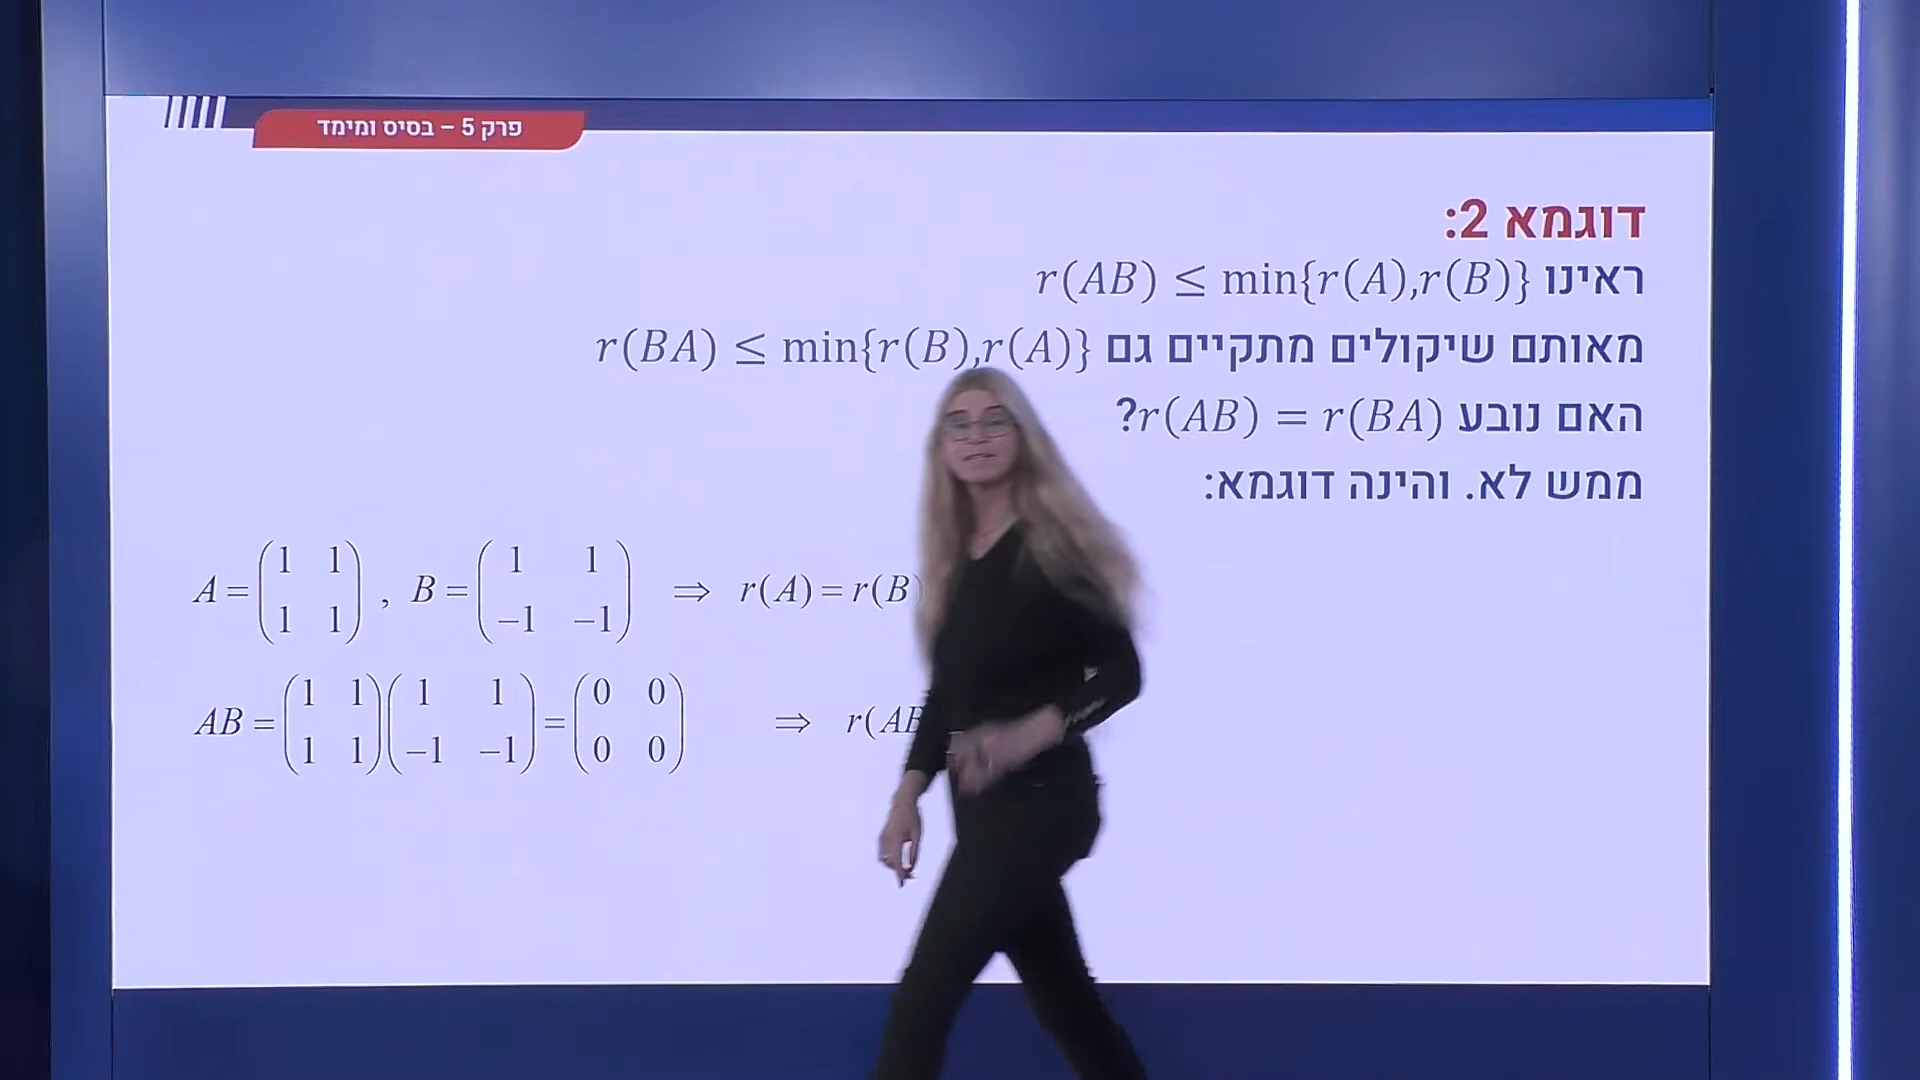 פרק 5 – בסיס ומימד
דוגמא 2:
ראינו r(AB) ≤ min{r(A),r(B)}
מאותם שיקולים מתקיים גם r(BA) ≤ min{r(B),r(A)}
האם נובע r(AB) = r(BA)?
ממש לא. והינה דוגמא:
A = (1 1; 1 1) , B = (1 1; −1 −1) ⇒ r(A) = r(B)
AB = (1 1; 1 1)(1 1; −1 −1) = (0 0; 0 0) ⇒ r(AB